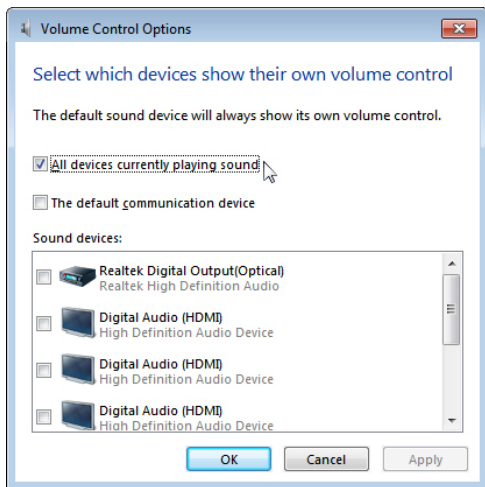 Volume Control Options
Select which devices show their own volume control
The default sound device will always show its own volume control.
All devices currently playing sound
The default communication device
Sound devices:
Realtek Digital Output(Optical)
Realtek High Definition Audio
Digital Audio (HDMI)
High Definition Audio Device
Digital Audio (HDMI)
High Definition Audio Device
Digital Audio (HDMI)
High Definition Audio Device
OK Cancel Apply